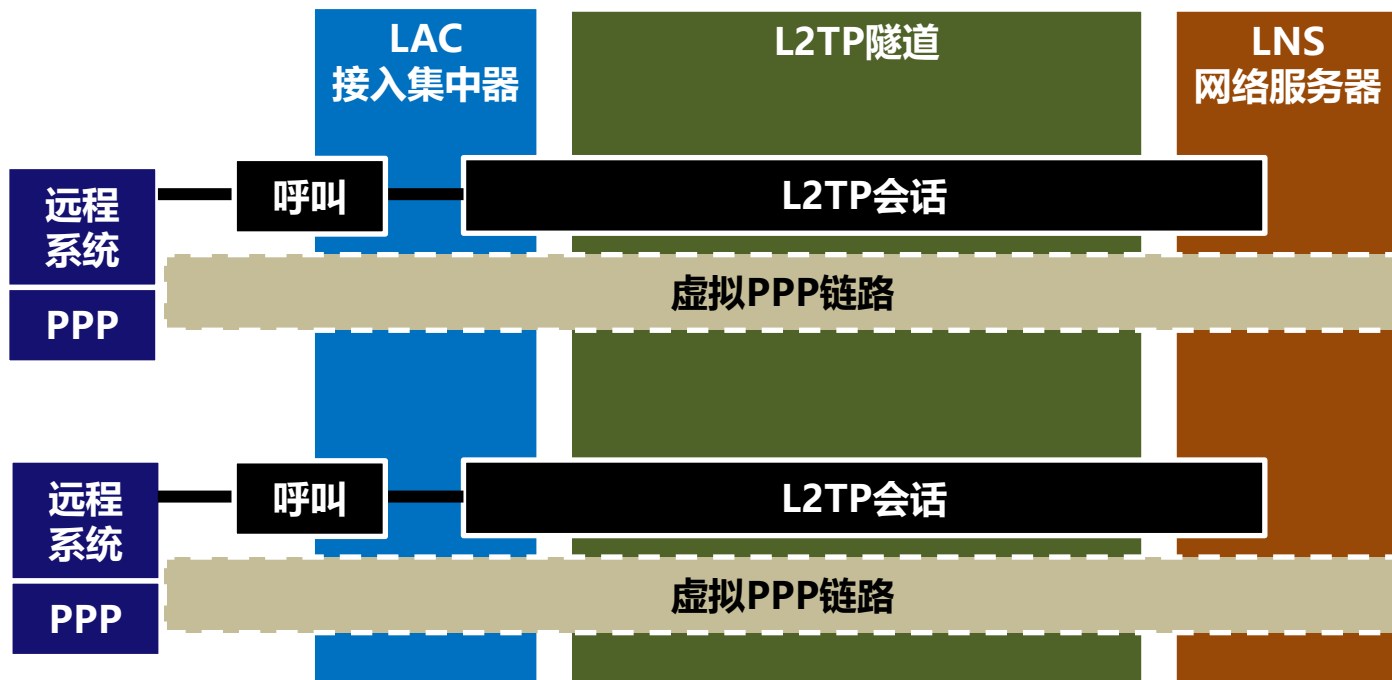 LAC
接入集中器
L2TP隧道
LNS
网络服务器
远程
系统
呼叫
L2TP会话
虚拟PPP链路
PPP
远程
系统
呼叫
L2TP会话
虚拟PPP链路
PPP